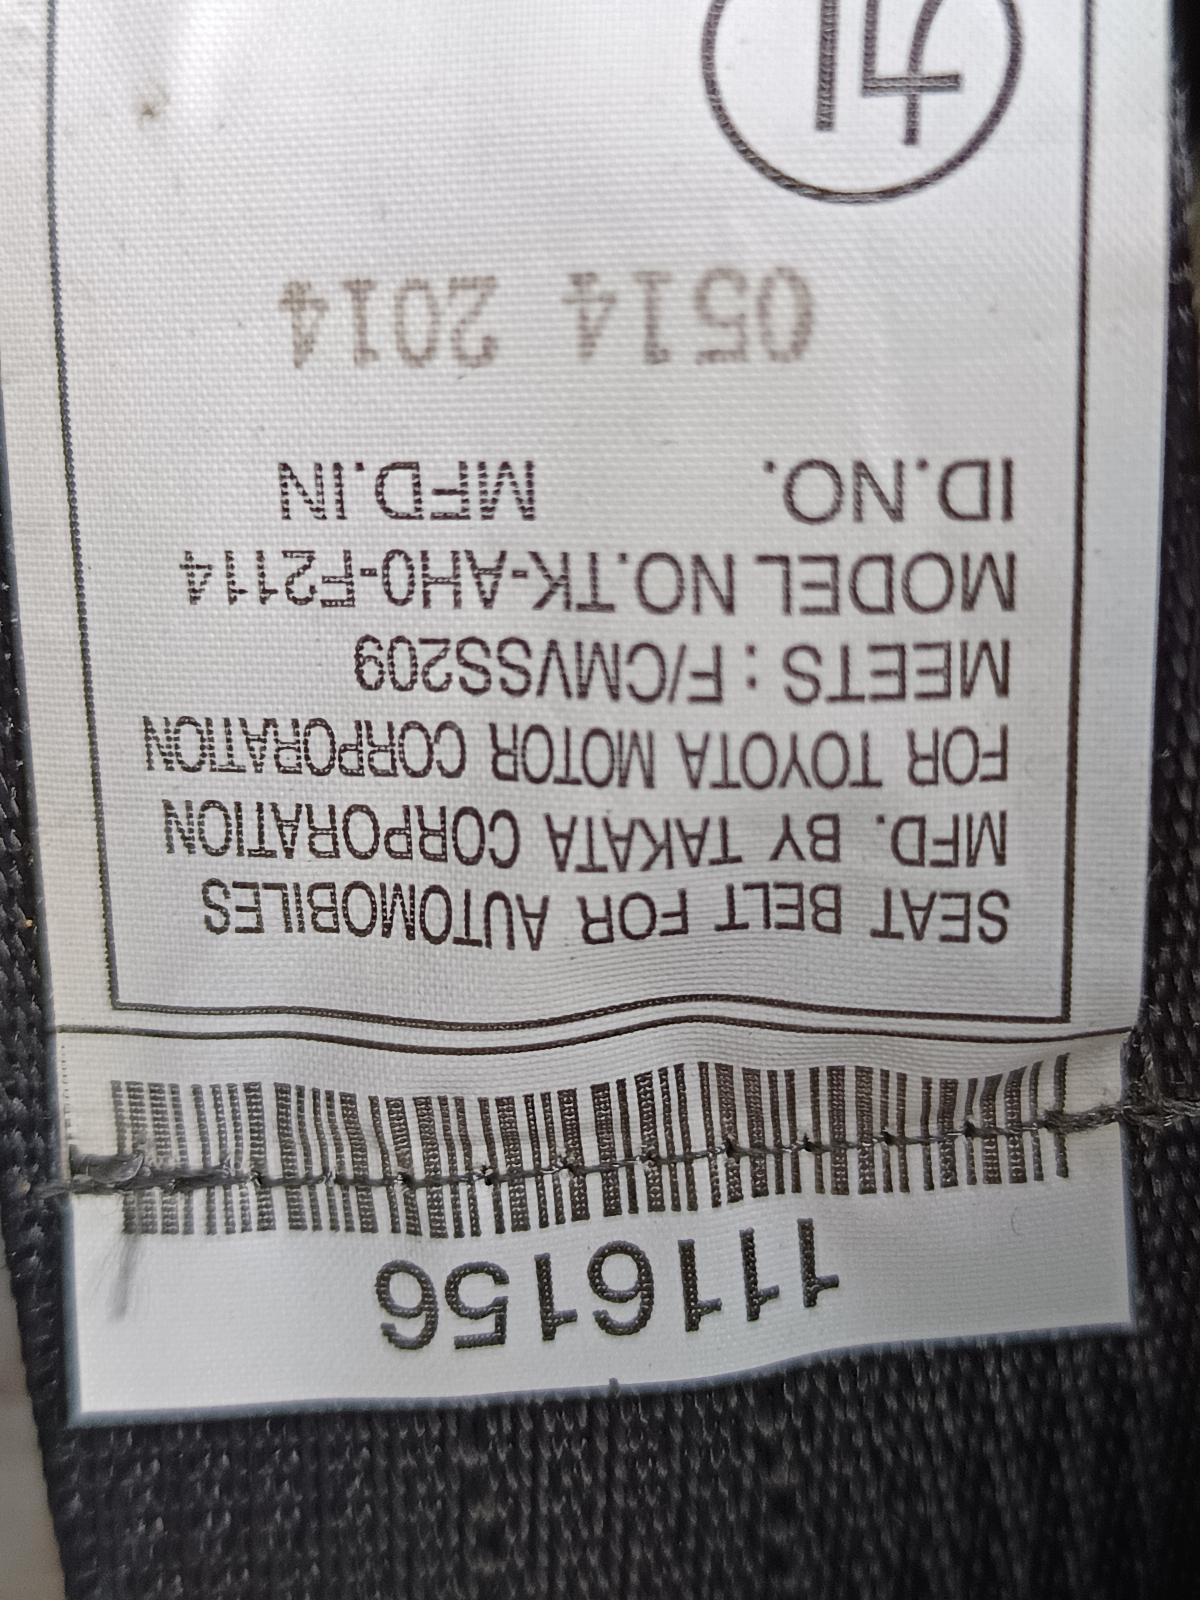 1116156
SEAT BELT FOR AUTOMOBILES
MFD. BY TAKATA CORPORATION
FOR TOYOTA MOTOR CORPORATION
MEETS : F/CMVSS209
MODEL NO.TK-AH0-F2114
ID.NO. MFD.IN
0514 2014